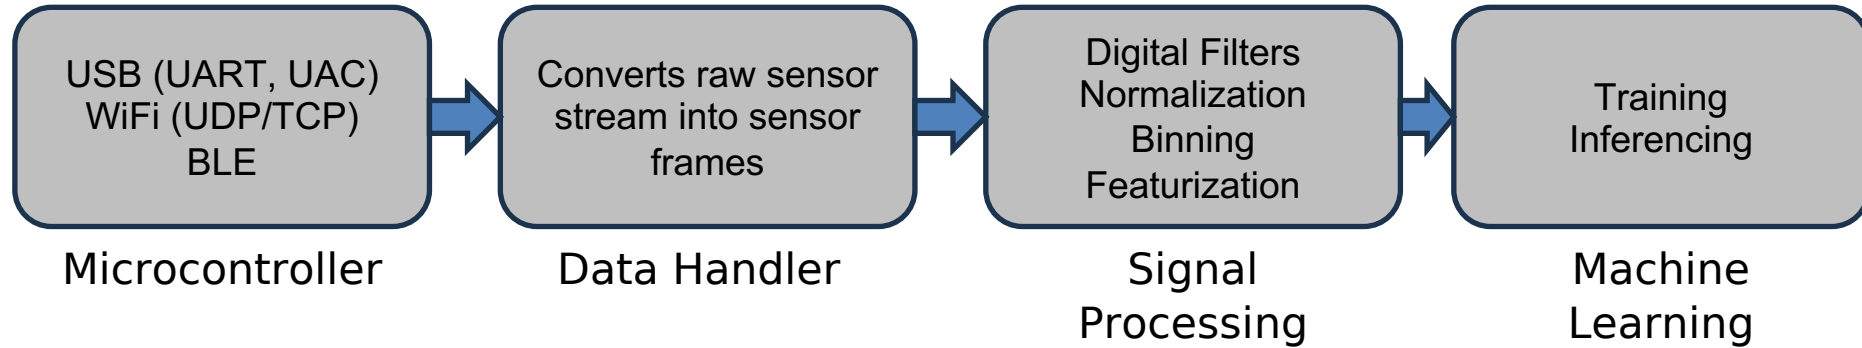 USB (UART, UAC)
WiFi (UDP/TCP)
BLE
Microcontroller
Converts raw sensor
stream into sensor
frames
Data Handler
Digital Filters
Normalization
Binning
Featurization
Signal
Processing
Training
Inferencing
Machine
Learning